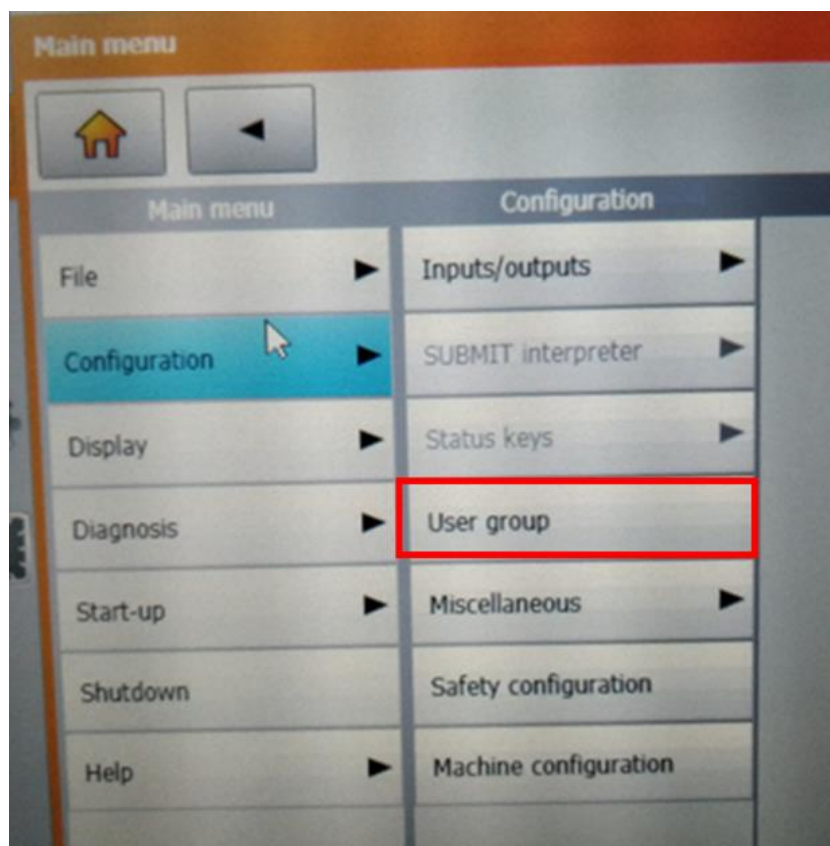 Main menu
Main menu
Configuration
File
Inputs/outputs
Configuration
SUBMIT interpreter
Display
Status keys
Diagnosis
User group
Start-up
Miscellaneous
Shutdown
Safety configuration
Help
Machine configuration